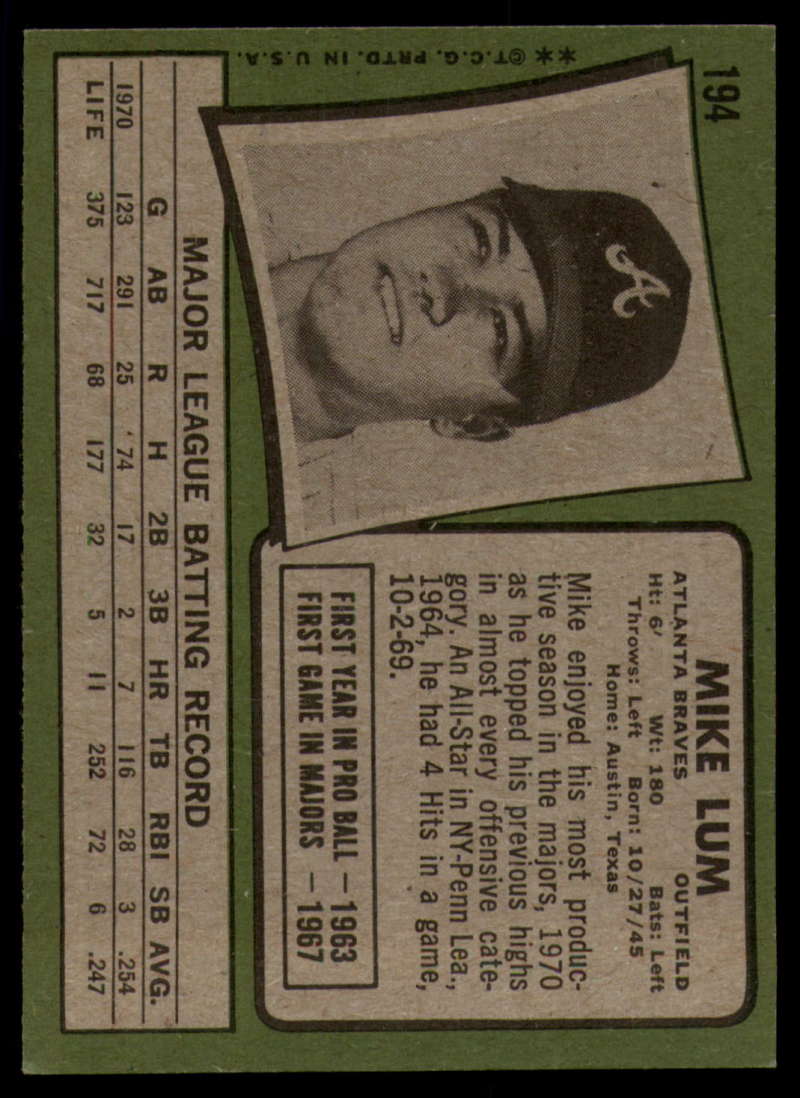 194
MIKE LUM
ATLANTA BRAVES OUTFIELD
Ht: 6' Wt: 180 Bats: Left
Throws: Left Born: 10/27/45
Home: Austin, Texas
Mike enjoyed his most produc-
tive season in the majors, 1970
as he topped his previous highs
in almost every offensive cate-
gory. An All-Star in NY-Penn Lea.,
1964, he had 4 Hits in a game,
10-2-69.
FIRST YEAR IN PRO BALL — 1963
FIRST GAME IN MAJORS — 1967
A
MAJOR LEAGUE BATTING RECORD
G AB R H 2B 3B HR TB RBI SB AVG.
1970 123 291 25 74 17 2 7 116 28 3 .254
LIFE 375 717 68 177 32 5 11 252 72 6 .247
**©T.C.G. PRTD. IN U.S.A.